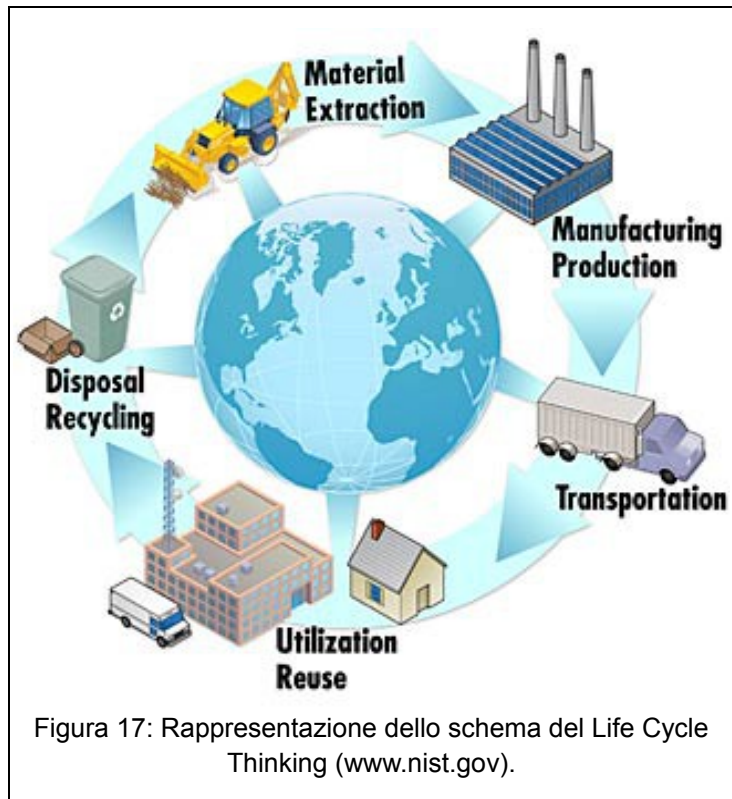 Material
Extraction
Manufacturing
Production
Transportation
Utilization
Reuse
Disposal
Recycling
Figura 17: Rappresentazione dello schema del Life Cycle
Thinking (www.nist.gov).